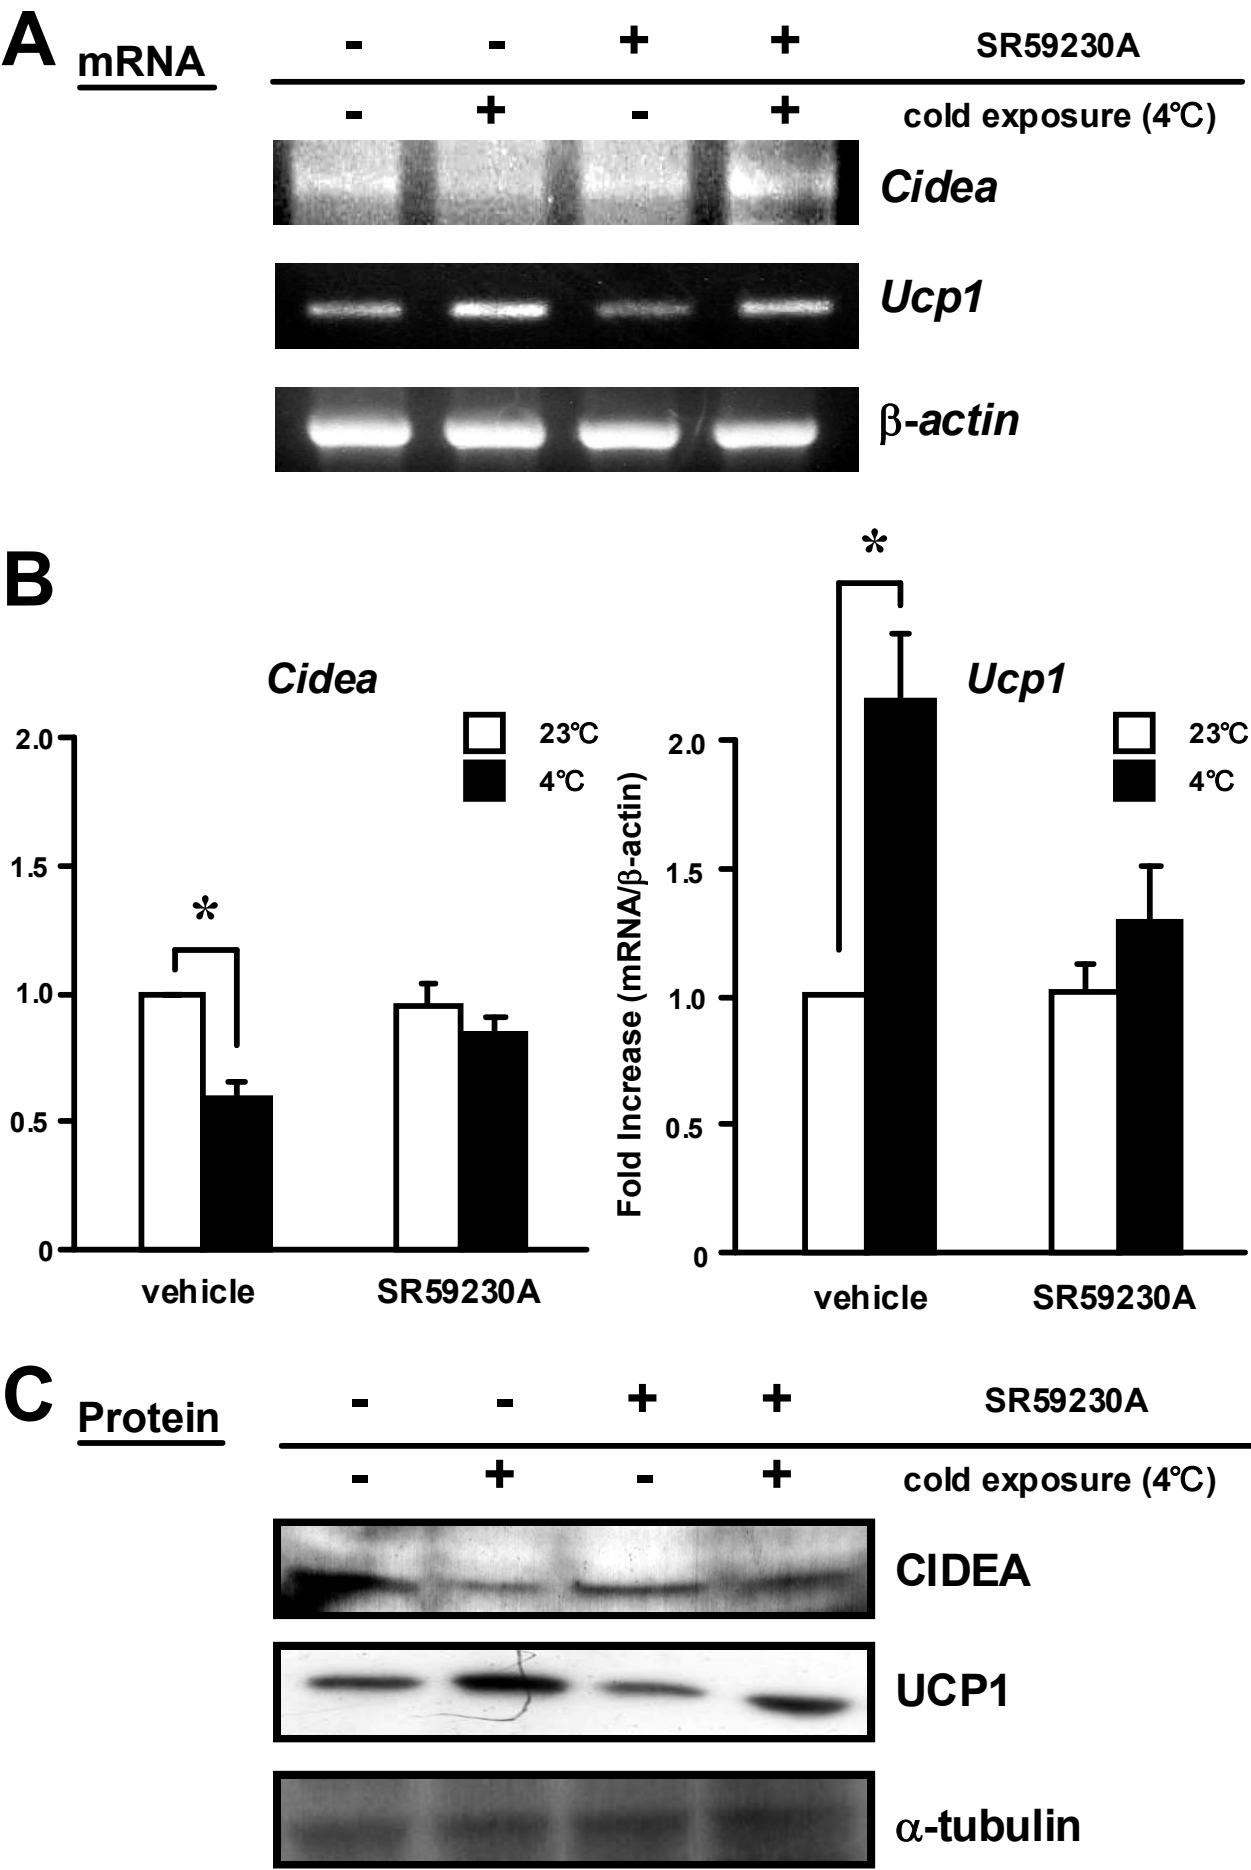 A
mRNA
- - + + SR59230A
- + - + cold exposure (4℃)
Cidea
Ucp1
β-actin
B
*
Cidea
Ucp1
23℃
4℃
23℃
4℃
2.0
1.5
1.0
0.5
0
*
vehicle
SR59230A
Fold Increase (mRNA/β-actin)
2.0
1.5
1.0
0.5
0
vehicle
SR59230A
C
Protein
- - + + SR59230A
- + - + cold exposure (4℃)
CIDEA
UCP1
α-tubulin